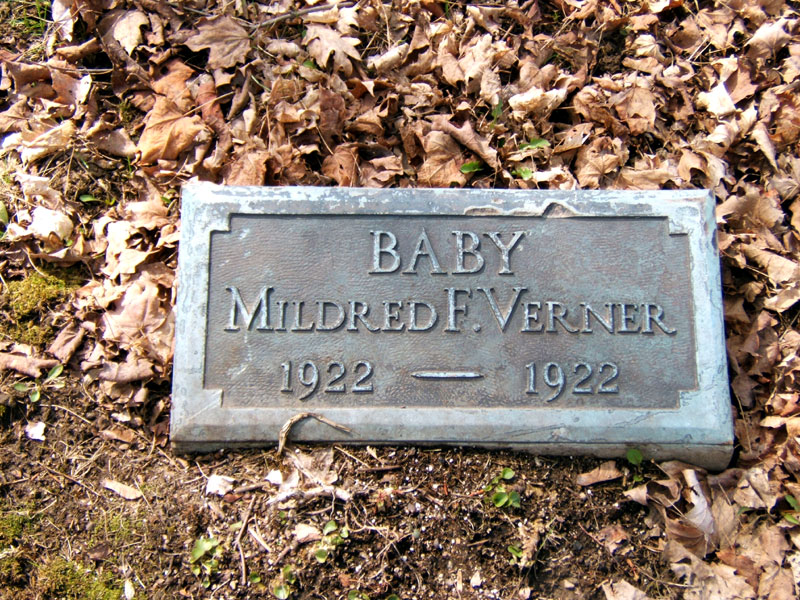 BABY
MILDRED F. VERNER
1922 — 1922